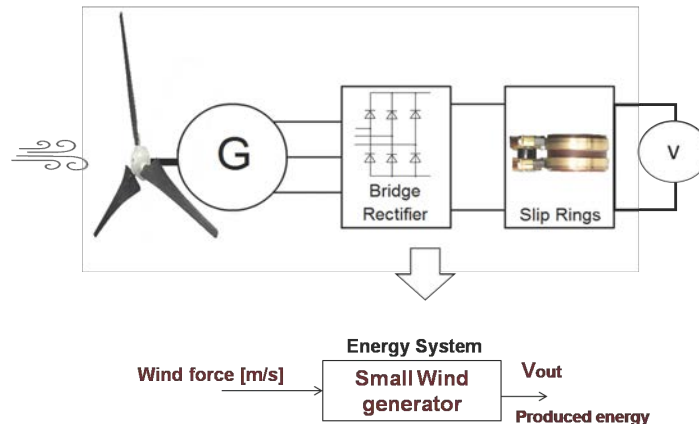 G
Bridge
Rectifier
Slip Rings
v
Energy System
Wind force [m/s]
Small Wind
generator
Vout
Produced energy